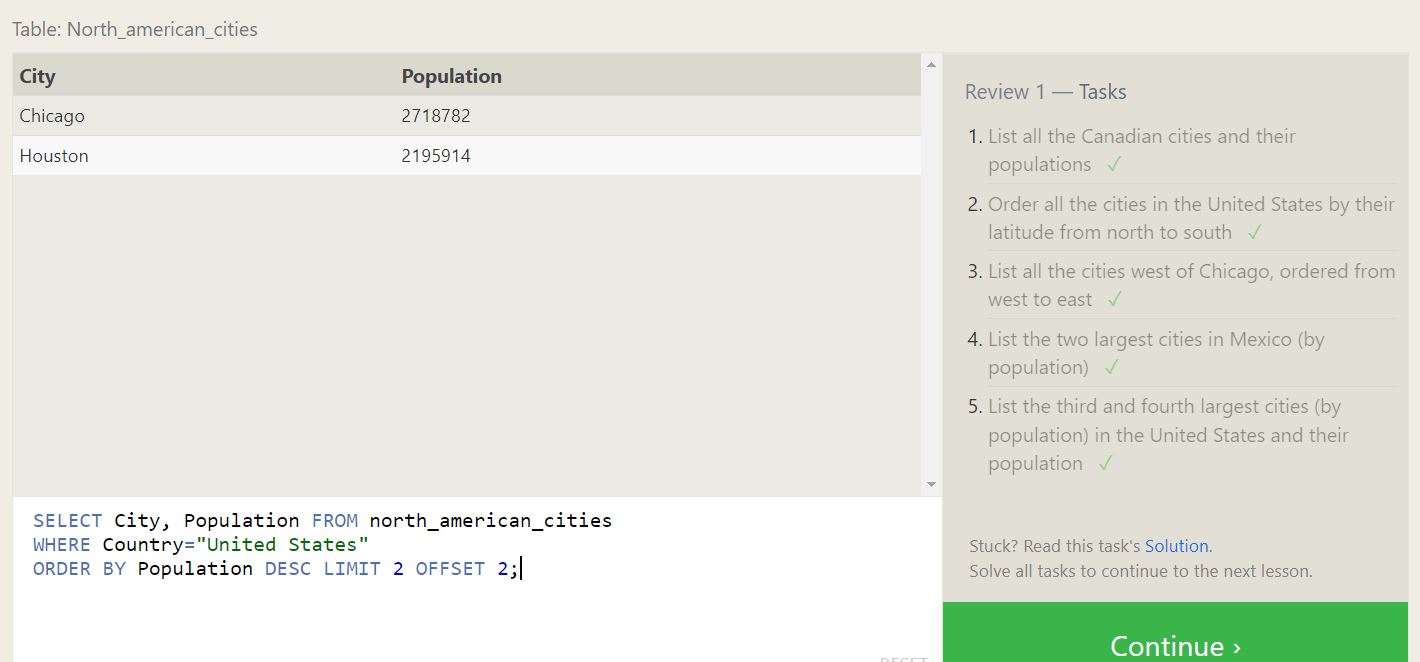 Table: North_american_cities
City Population
Chicago 2718782
Houston 2195914
SELECT City, Population FROM north_american_cities
WHERE Country="United States"
ORDER BY Population DESC LIMIT 2 OFFSET 2;
RESET
Review 1 — Tasks
1. List all the Canadian cities and their
populations ✓
2. Order all the cities in the United States by their
latitude from north to south ✓
3. List all the cities west of Chicago, ordered from
west to east ✓
4. List the two largest cities in Mexico (by
population) ✓
5. List the third and fourth largest cities (by
population) in the United States and their
population ✓
Stuck? Read this task's Solution.
Solve all tasks to continue to the next lesson.
Continue ›